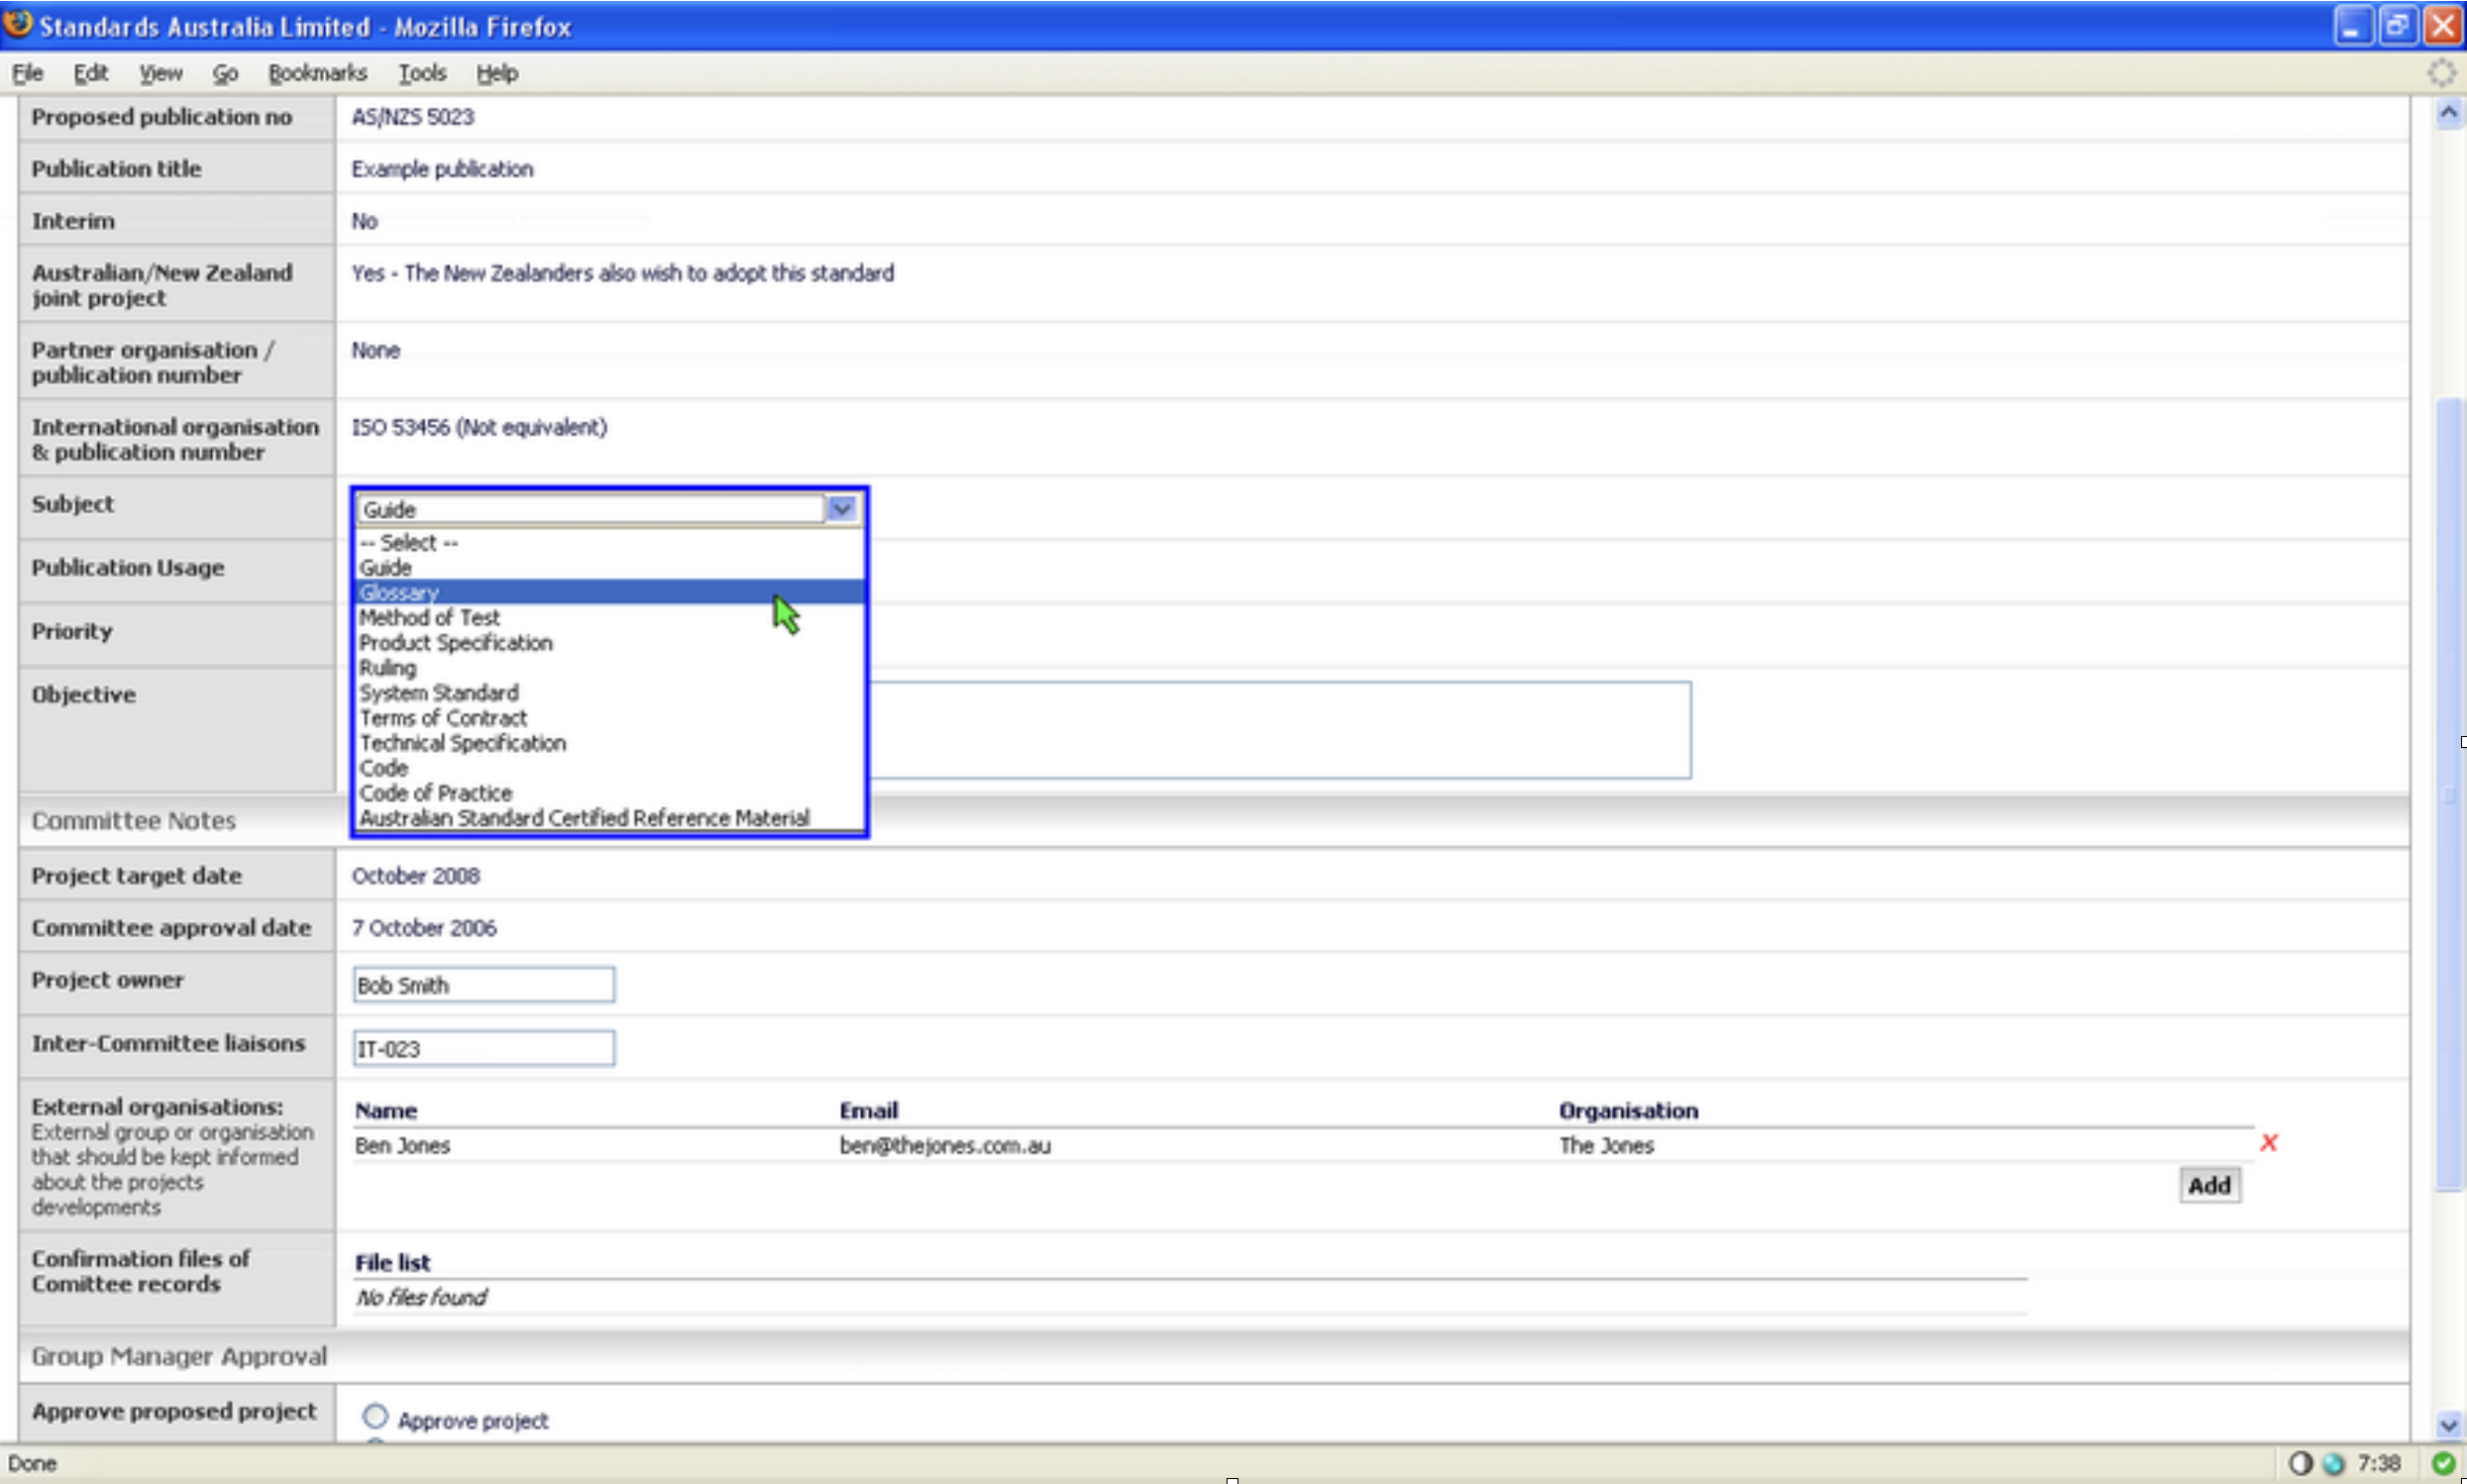 Standards Australia Limited - Mozilla Firefox
File Edit View Go Bookmarks Tools Help
Proposed publication no AS/NZS 5023
Publication title Example publication
Interim No
Australian/New Zealand joint project Yes - The New Zealanders also wish to adopt this standard
Partner organisation / publication number None
International organisation & publication number ISO 53456 (Not equivalent)
Subject Guide
-- Select --
Guide
Publication Usage
Glossary
Method of Test
Priority
Product Specification
Ruling
System Standard
Objective
Terms of Contract
Technical Specification
Code
Code of Practice
Australian Standard Certified Reference Material
Committee Notes
Project target date October 2008
Committee approval date 7 October 2006
Project owner Bob Smith
Inter-Committee liaisons IT-023
External organisations:
External group or organisation
that should be kept informed
about the projects
developments
Name Email Organisation
Ben Jones ben@thejones.com.au The Jones X
Add
Confirmation files of
Comittee records
File list
No files found
Group Manager Approval
Approve proposed project Approve project
Done 7:38